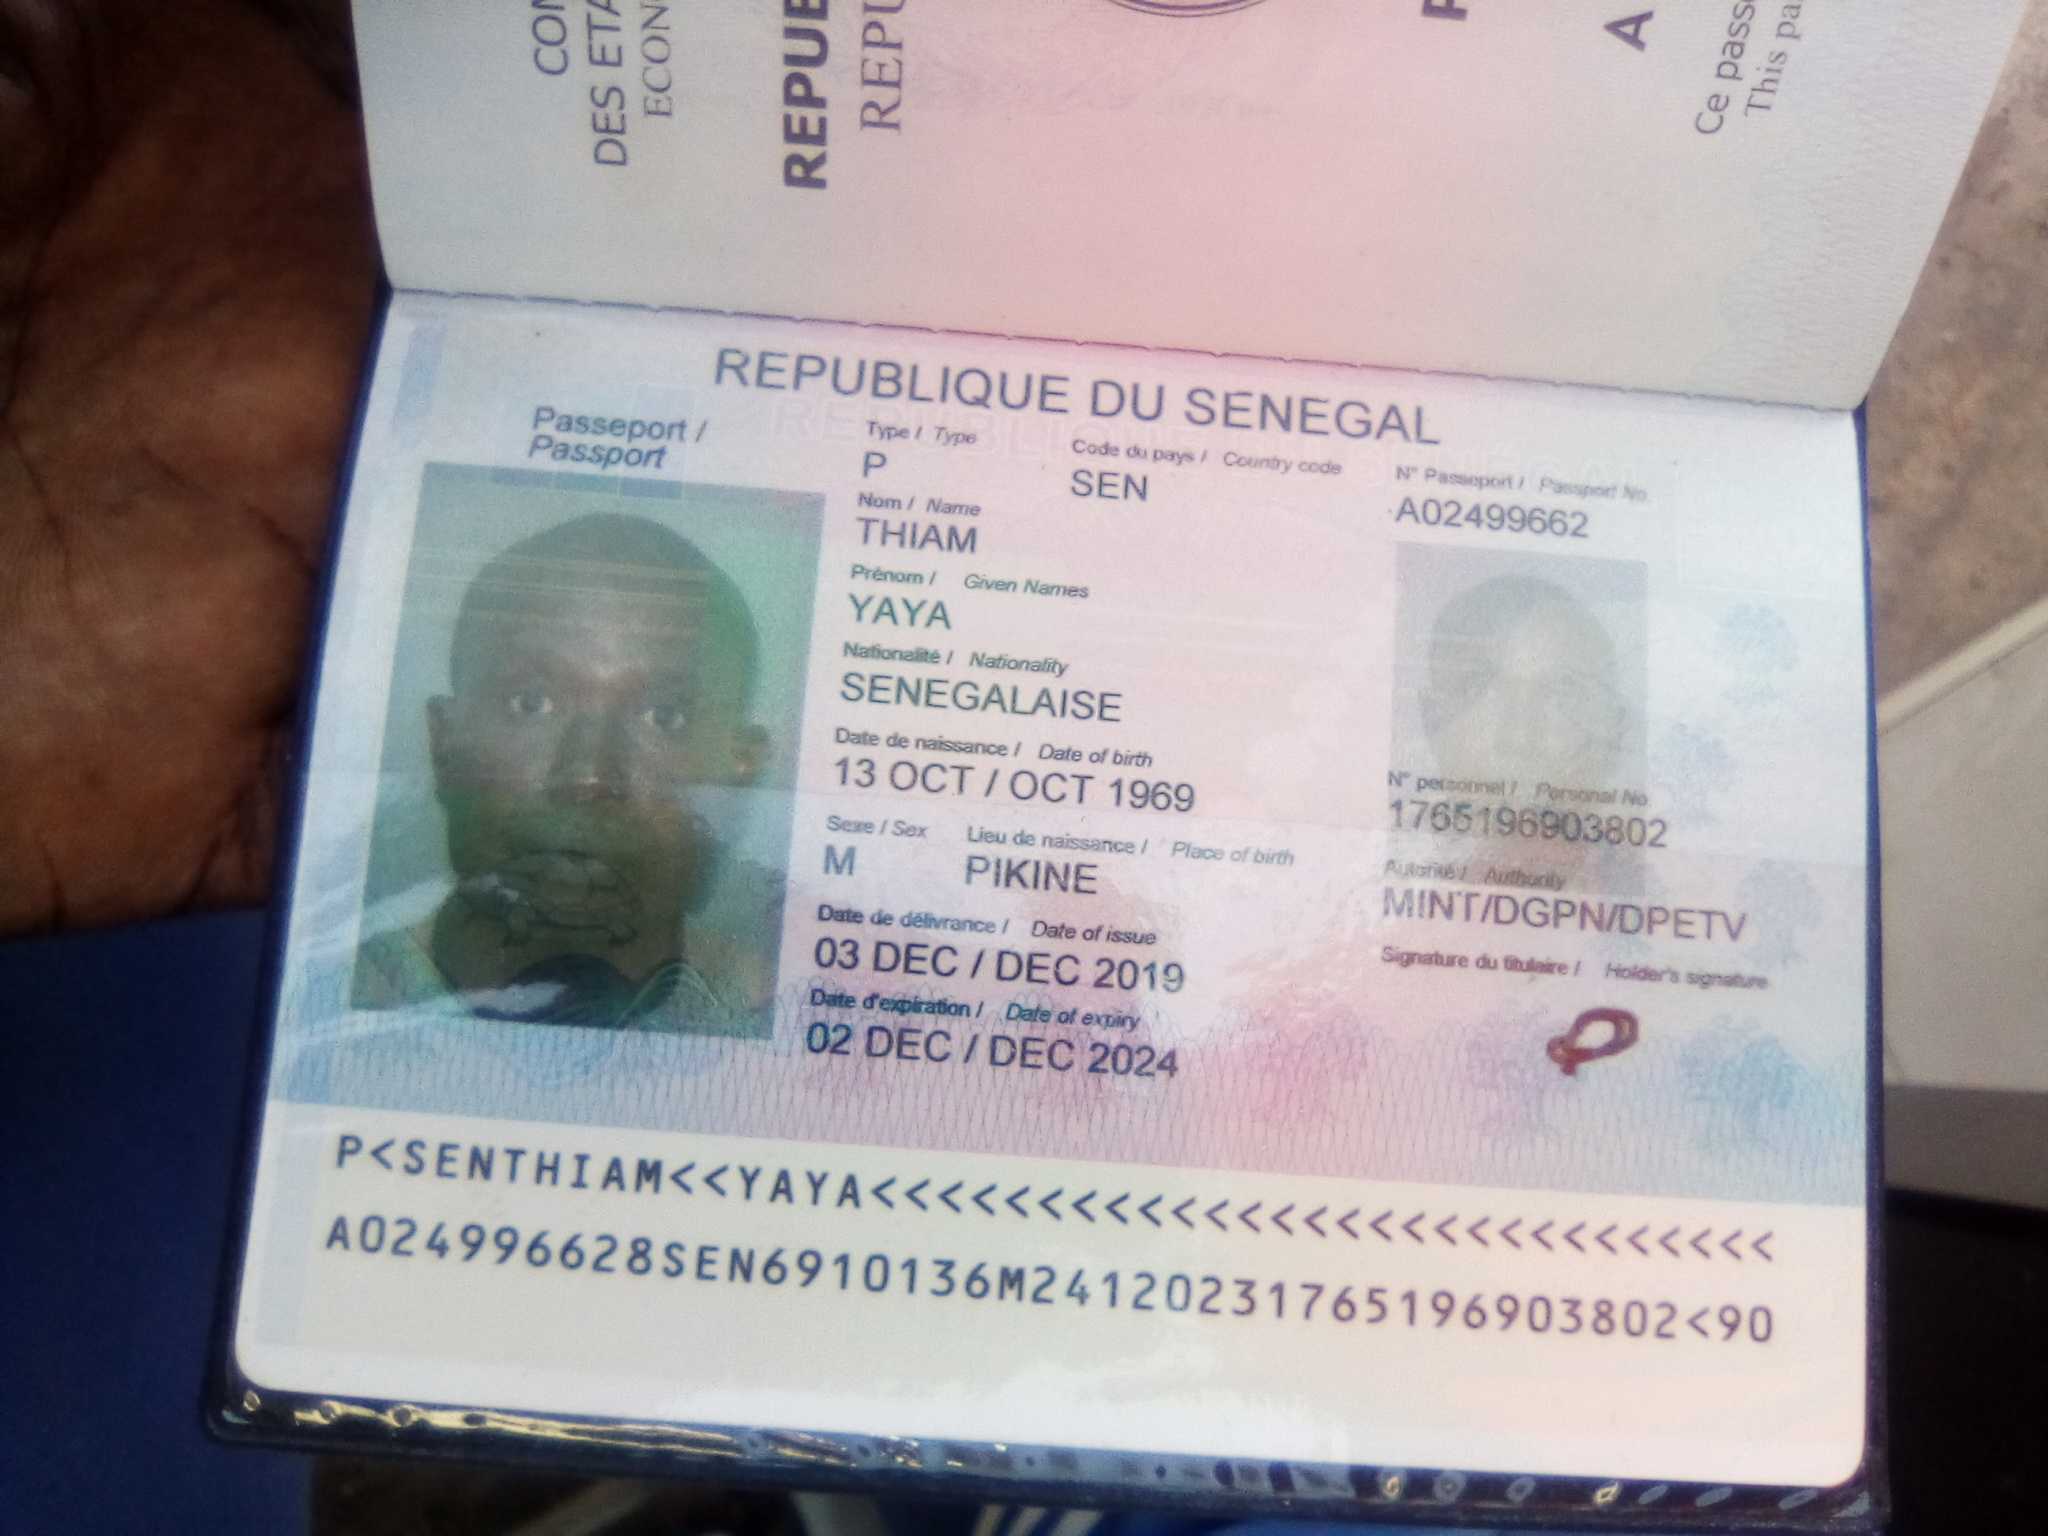 CON
DES ETA
ECON
REPUB
REPU
A
Ce passe
This pa
REPUBLIQUE DU SENEGAL
Passeport /
Passport
Type / Type
P
Code du pays / Country code
SEN
N° Passeport / Passport No
A02499662
Nom / Name
THIAM
Prénom / Given Names
YAYA
Nationalité / Nationality
SENEGALAISE
Date de naissance / Date of birth
13 OCT / OCT 1969
N° personnel / Personal No
1765196903802
Sexe / Sex
M
Lieu de naissance / Place of birth
PIKINE
Autorité / Authority
MINT/DGPN/DPETV
Date de délivrance / Date of issue
03 DEC / DEC 2019
Signature du titulaire / Holder's signature
Date d'expiration / Date of expiry
02 DEC / DEC 2024
P<SENTHIAM<<YAYA<<<<<<<<<<<<<<<<<<<<<<<<<<<<
A024996628SEN6910136M24120231765196903802<90